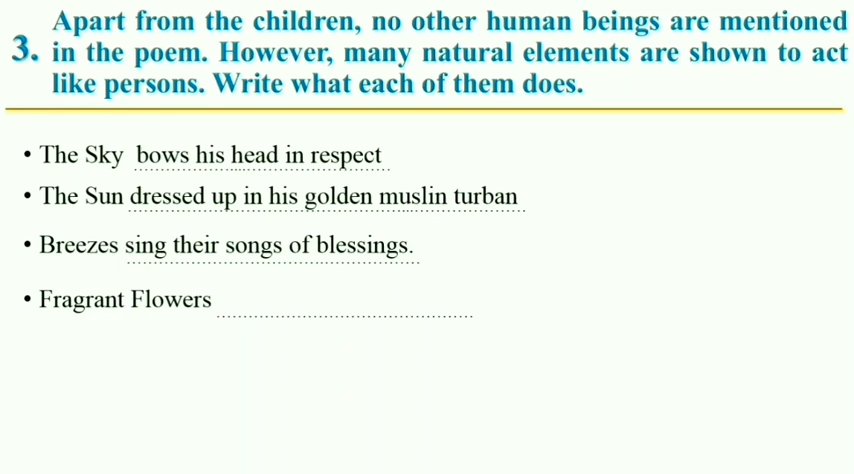 Apart from the children, no other human beings are mentioned
3. in the poem. However, many natural elements are shown to act
like persons. Write what each of them does.
• The Sky bows his head in respect
• The Sun dressed up in his golden muslin turban
• Breezes sing their songs of blessings.
• Fragrant Flowers